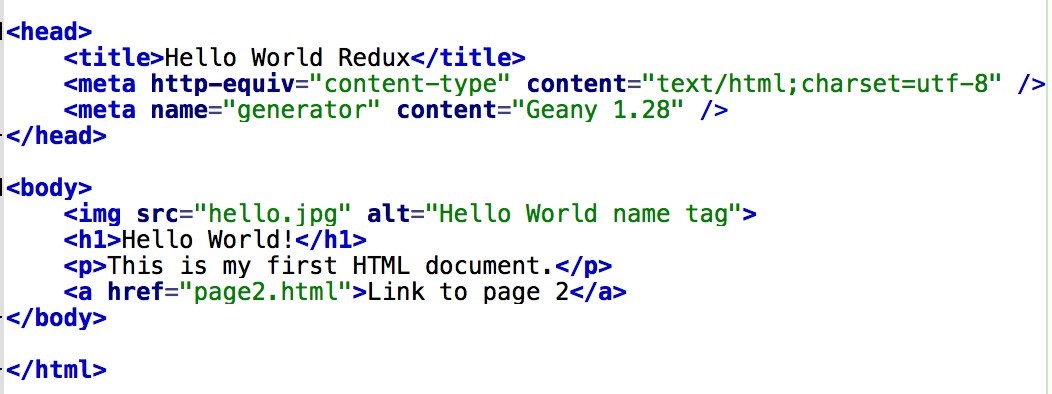 <head>
    <title>Hello World Redux</title>
    <meta http-equiv="content-type" content="text/html;charset=utf-8" />
    <meta name="generator" content="Geany 1.28" />
</head>

<body>
    <img src="hello.jpg" alt="Hello World name tag">
    <h1>Hello World!</h1>
    <p>This is my first HTML document.</p>
    <a href="page2.html">Link to page 2</a>
</body>

</html>